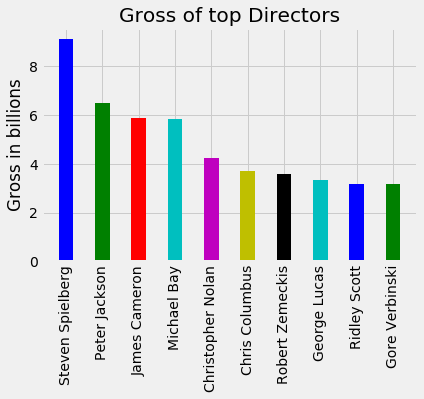 Gross of top Directors
Gross in billions
8
6
4
2
0
Steven Spielberg
Peter Jackson
James Cameron
Michael Bay
Christopher Nolan
Chris Columbus
Robert Zemeckis
George Lucas
Ridley Scott
Gore Verbinski